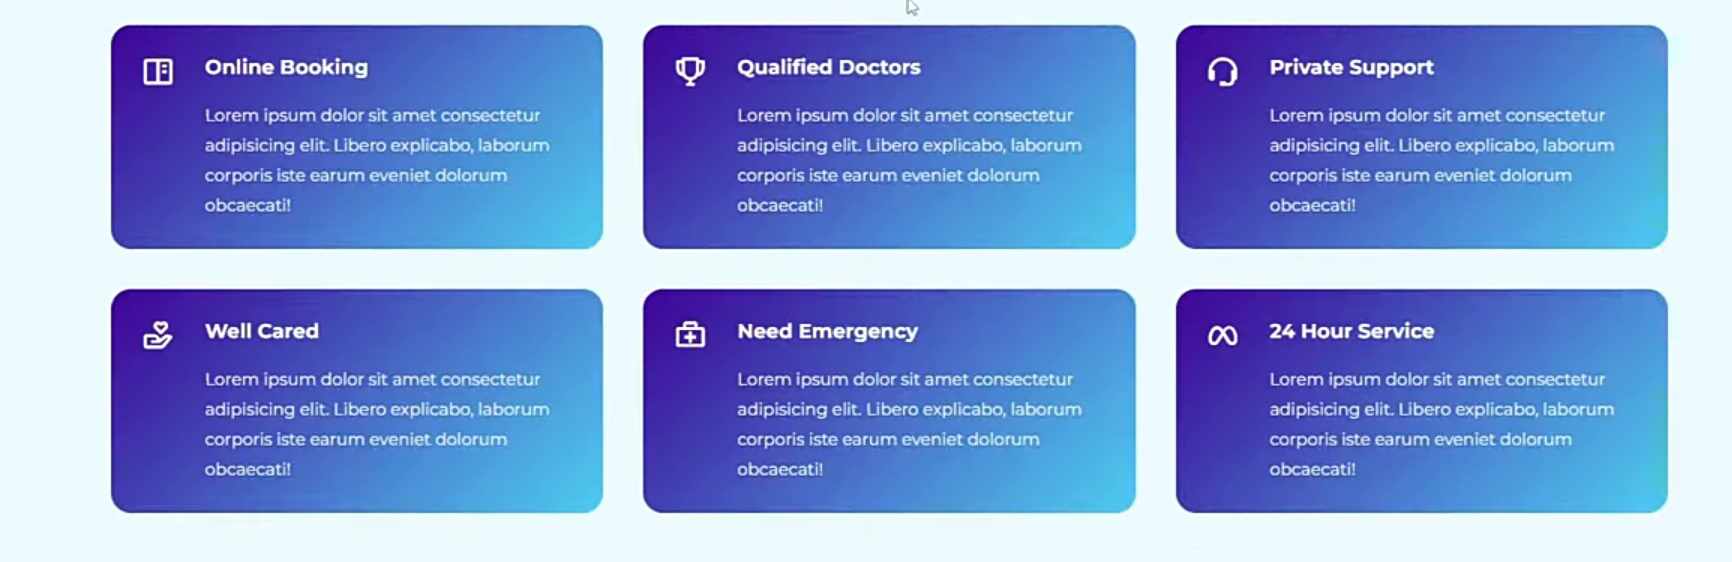 Online Booking
Lorem ipsum dolor sit amet consectetur
adipisicing elit. Libero explicabo, laborum
corporis iste earum eveniet dolorum
obcaecati!
Qualified Doctors
Lorem ipsum dolor sit amet consectetur
adipisicing elit. Libero explicabo, laborum
corporis iste earum eveniet dolorum
obcaecati!
Private Support
Lorem ipsum dolor sit amet consectetur
adipisicing elit. Libero explicabo, laborum
corporis iste earum eveniet dolorum
obcaecati!
Well Cared
Lorem ipsum dolor sit amet consectetur
adipisicing elit. Libero explicabo, laborum
corporis iste earum eveniet dolorum
obcaecati!
Need Emergency
Lorem ipsum dolor sit amet consectetur
adipisicing elit. Libero explicabo, laborum
corporis iste earum eveniet dolorum
obcaecati!
24 Hour Service
Lorem ipsum dolor sit amet consectetur
adipisicing elit. Libero explicabo, laborum
corporis iste earum eveniet dolorum
obcaecati!